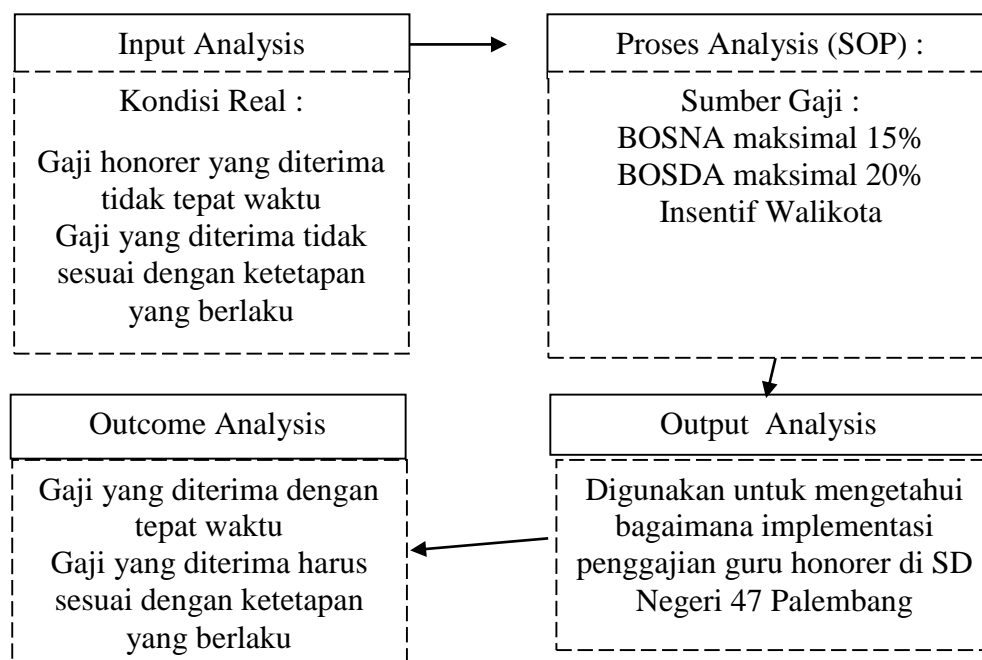 Input Analysis
Kondisi Real :
Gaji honorer yang diterima
tidak tepat waktu
Gaji yang diterima tidak
sesuai dengan ketetapan
yang berlaku
Proses Analysis (SOP) :
Sumber Gaji :
BOSNA maksimal 15%
BOSDA maksimal 20%
Insentif Walikota
Output Analysis
Digunakan untuk mengetahui
bagaimana implementasi
penggajian guru honorer di SD
Negeri 47 Palembang
Outcome Analysis
Gaji yang diterima dengan
tepat waktu
Gaji yang diterima harus
sesuai dengan ketetapan
yang berlaku